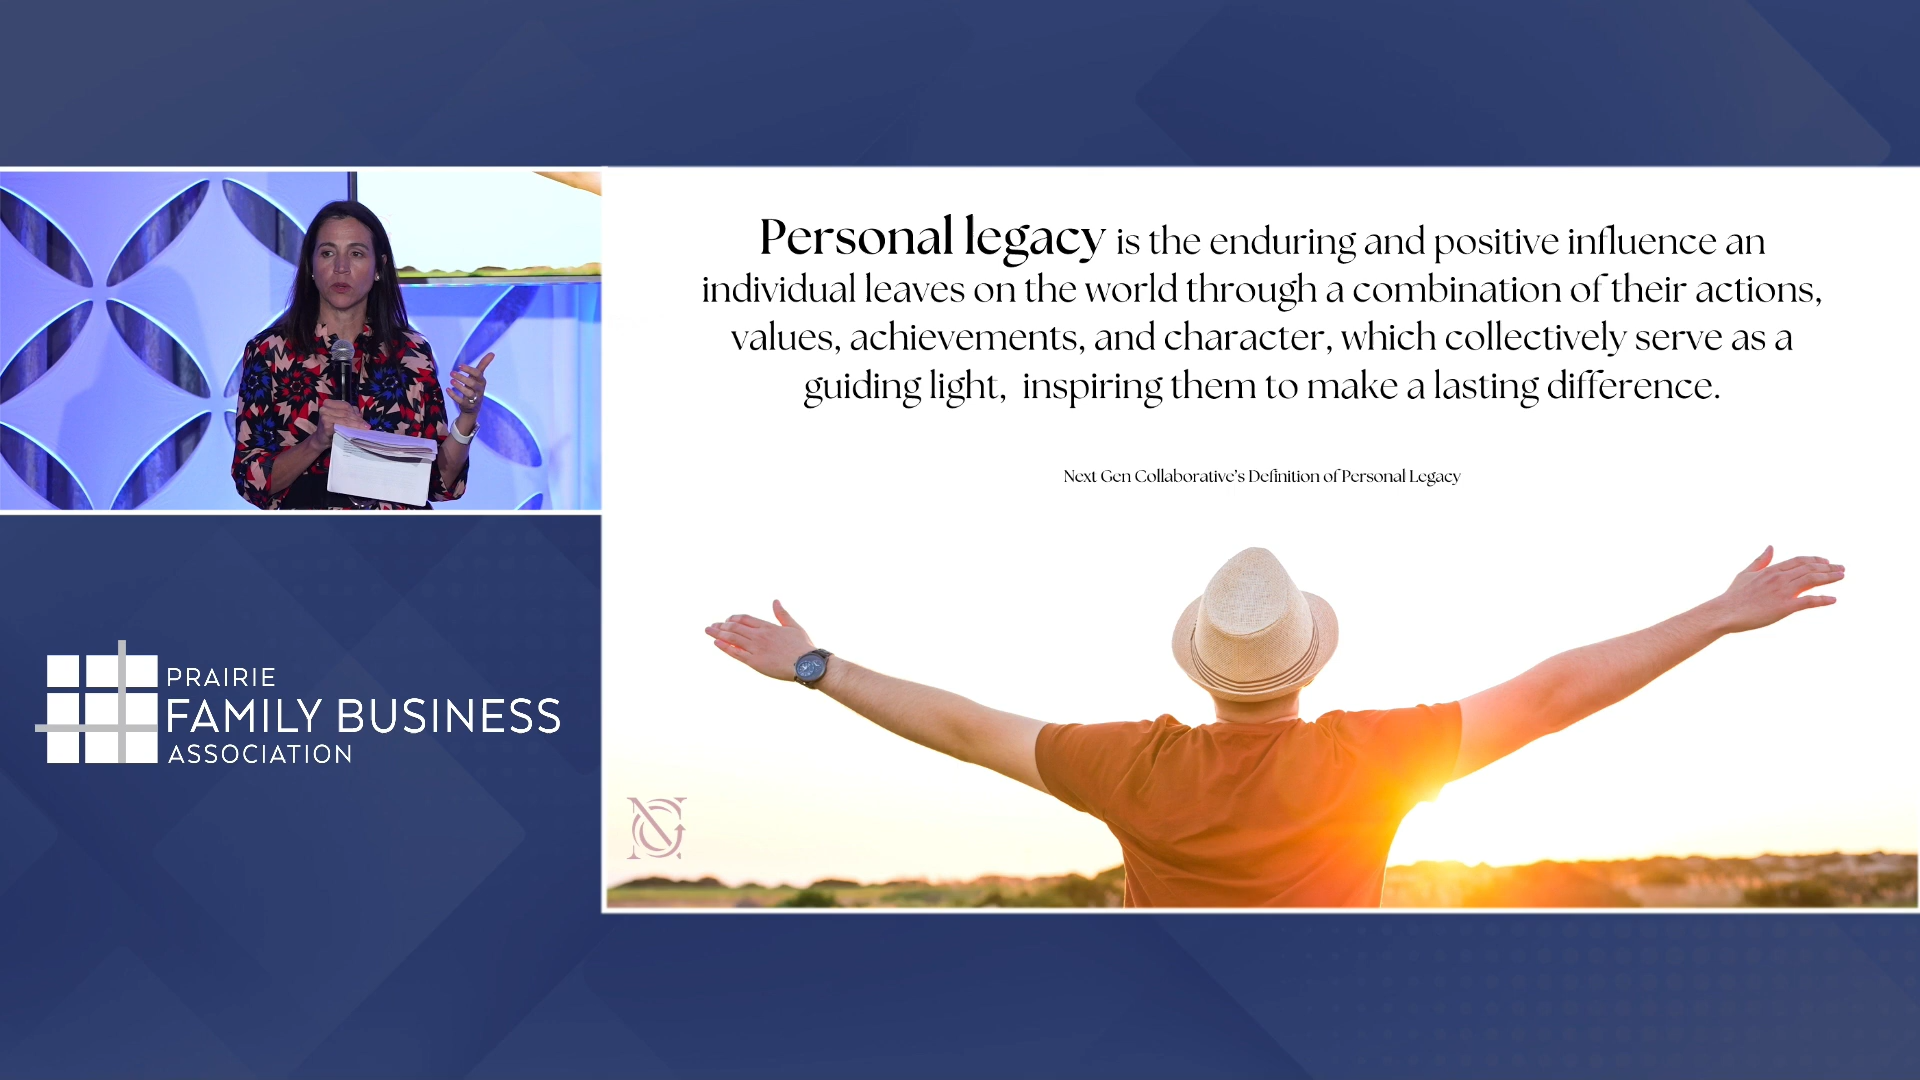 Personal legacy is the enduring and positive influence an
individual leaves on the world through a combination of their actions,
values, achievements, and character, which collectively serve as a
guiding light, inspiring them to make a lasting difference.
Next Gen Collaborative's Definition of Personal Legacy
PRAIRIE
FAMILY BUSINESS
ASSOCIATION
NG